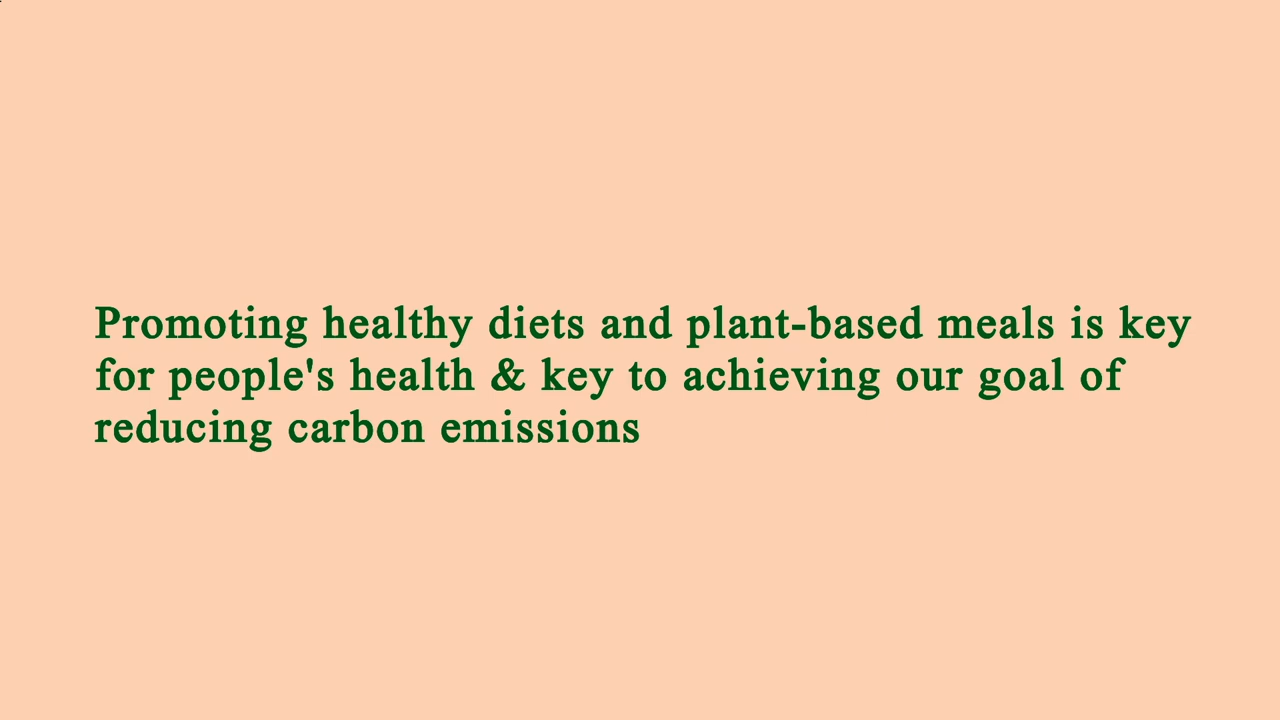 Promoting healthy diets and plant-based meals is key
for people's health & key to achieving our goal of
reducing carbon emissions